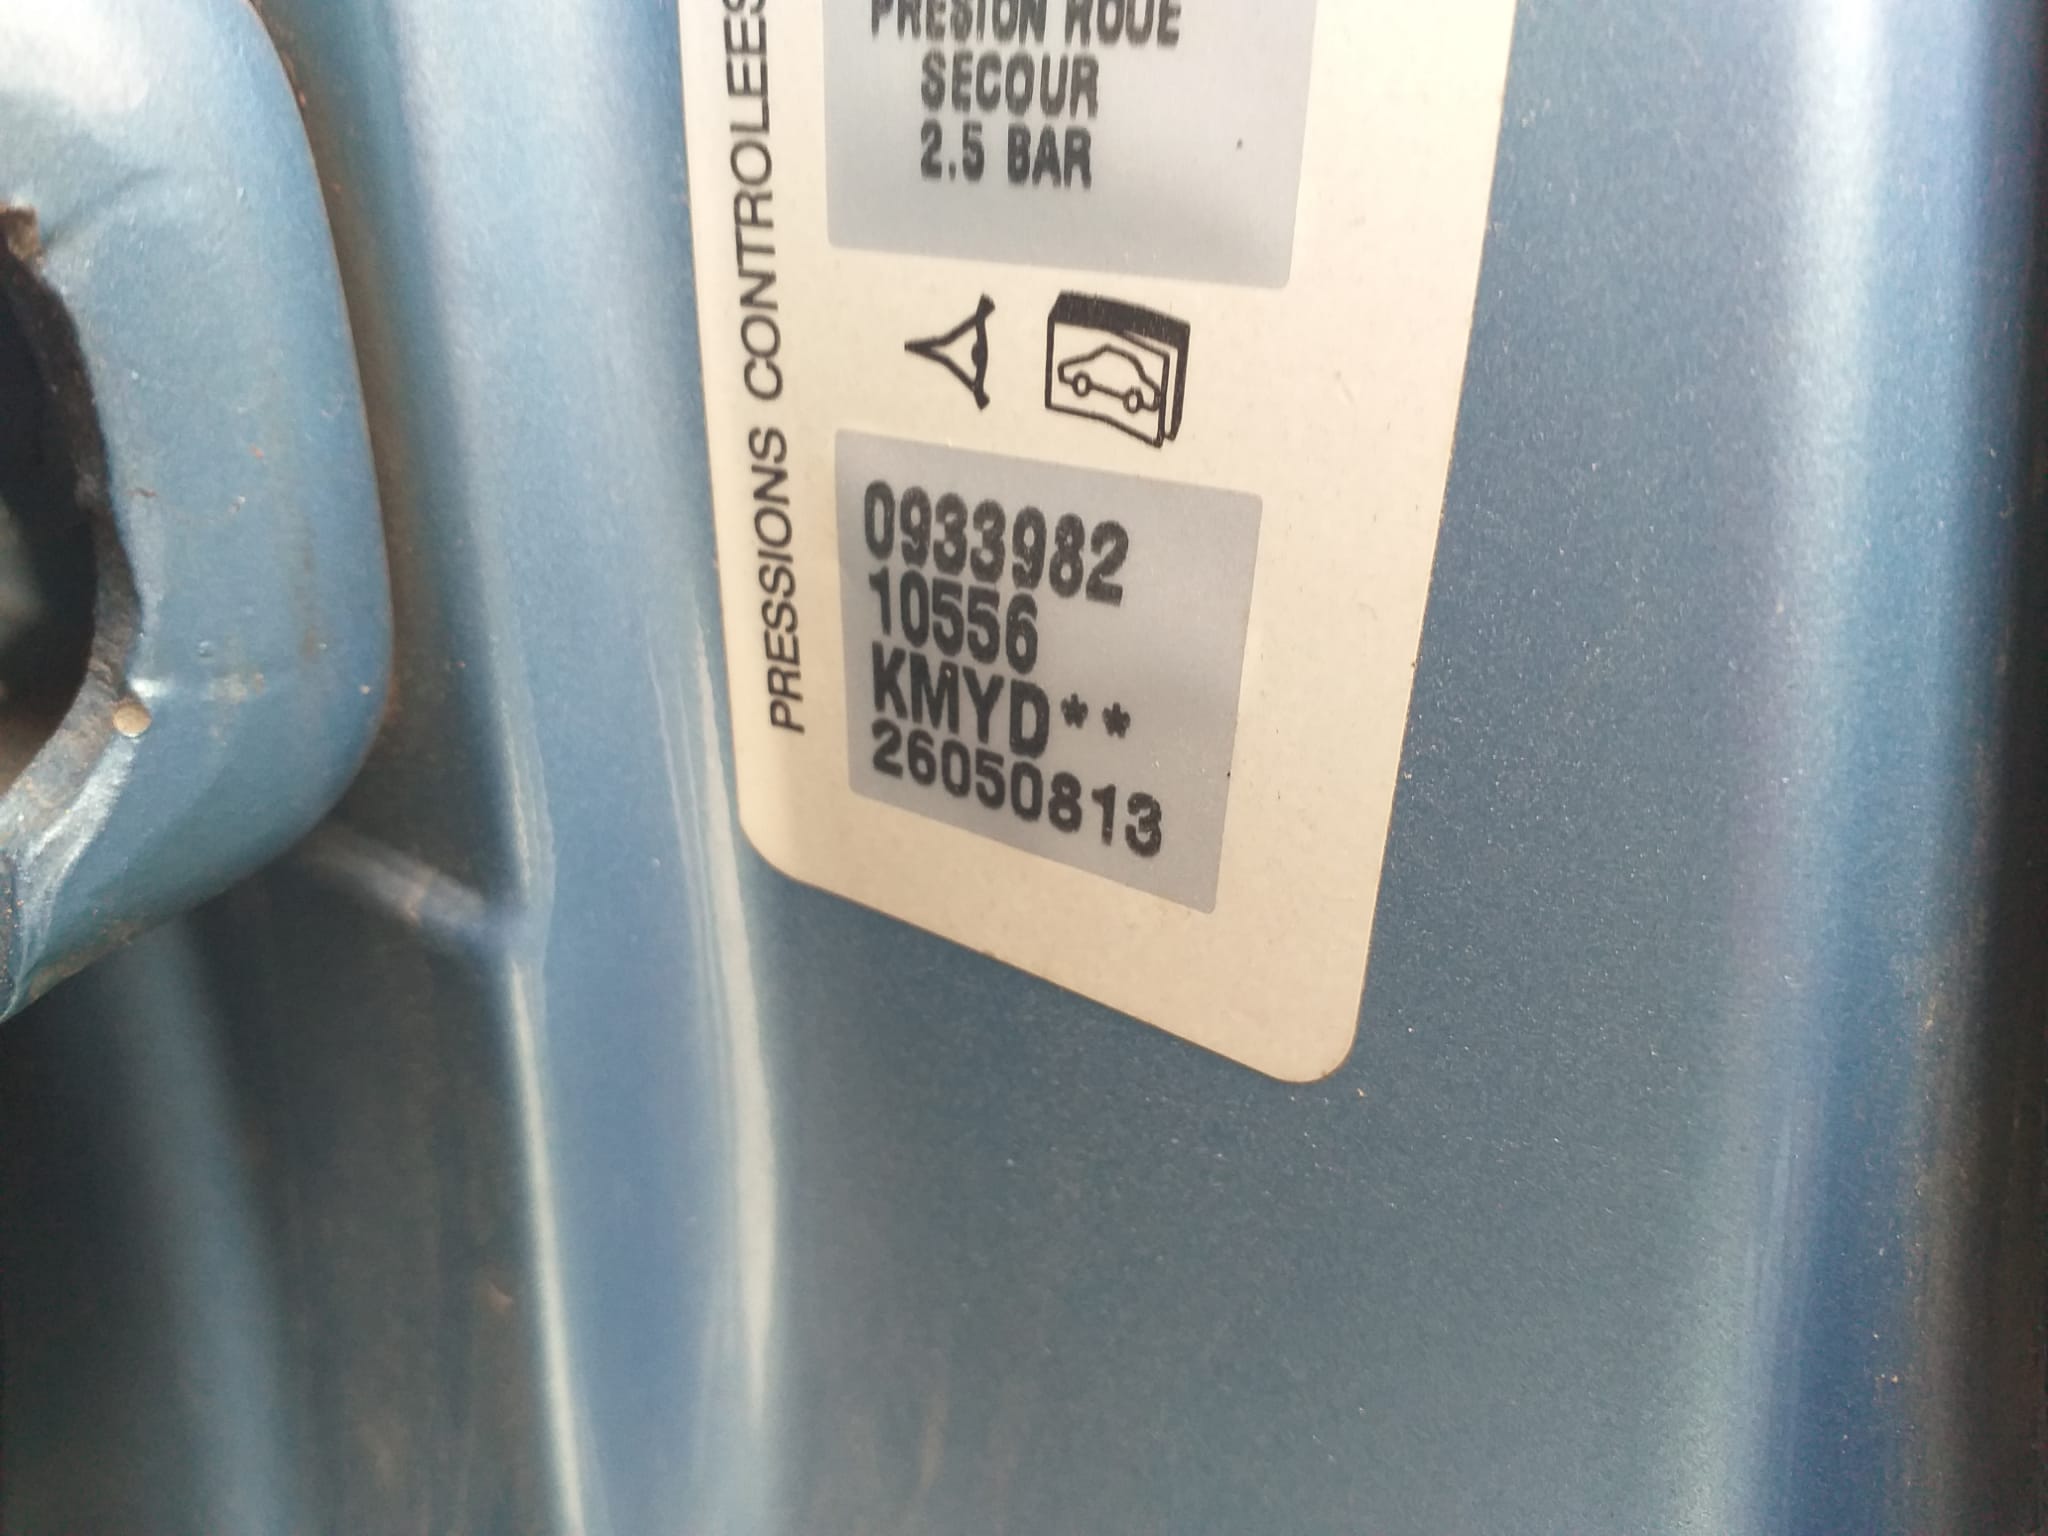 PRESSIONS CONTROLEES
PRESION ROUE
SECOUR
2.5 BAR
0933982
10556
KMYD**
26050813